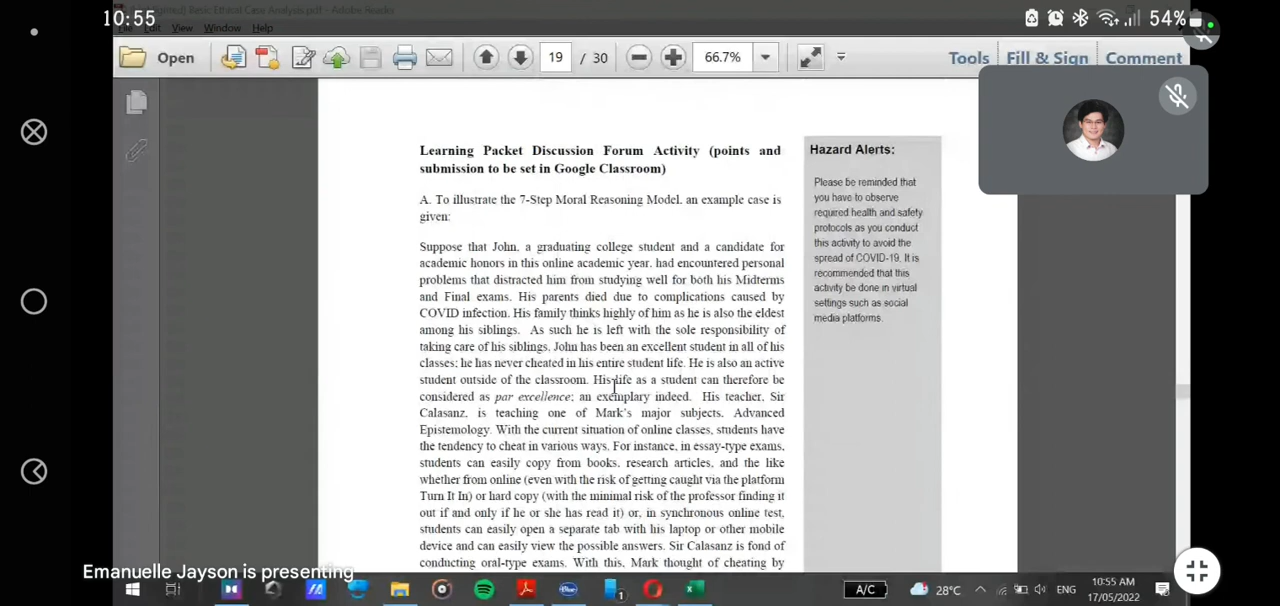 10:55
54%
File Edit View Window Help
Open
19 / 30
66.7%
Tools
Fill & Sign
Comment
Learning Packet Discussion Forum Activity (points and
submission to be set in Google Classroom)
A. To illustrate the 7-Step Moral Reasoning Model, an example case is
given:
Suppose that John, a graduating college student and a candidate for
academic honors in this online academic year, had encountered personal
problems that distracted him from studying well for both his Midterms
and Final exams. His parents died due to complications caused by
COVID infection. His family thinks highly of him as he is also the eldest
among his siblings. As such he is left with the sole responsibility of
taking care of his siblings. John has been an excellent student in all of his
classes; he has never cheated in his entire student life. He is also an active
student outside of the classroom. His life as a student can therefore be
considered as par excellence; an exemplary indeed. His teacher, Sir
Calasanz, is teaching one of Mark's major subjects, Advanced
Epistemology. With the current situation of online classes, students have
the tendency to cheat in various ways. For instance, in essay-type exams,
students can easily copy from books, research articles, and the like
whether from online (even with the risk of getting caught via the platform
Turn It In) or hard copy (with the minimal risk of the professor finding it
out if and only if he or she has read it) or, in synchronous online test,
students can easily open a separate tab with his laptop or other mobile
device and can easily view the possible answers. Sir Calasanz is fond of
conducting oral-type exams. With this, Mark thought of cheating by
Hazard Alerts:
Please be reminded that
you have to observe
required health and safety
protocols as you conduct
this activity to avoid the
spread of COVID-19. It is
recommended that this
activity be done in virtual
settings such as social
media platforms.
Emanuelle Jayson is presenting
1
A/C
28°C
ENG
10:55 AM
17/05/2022